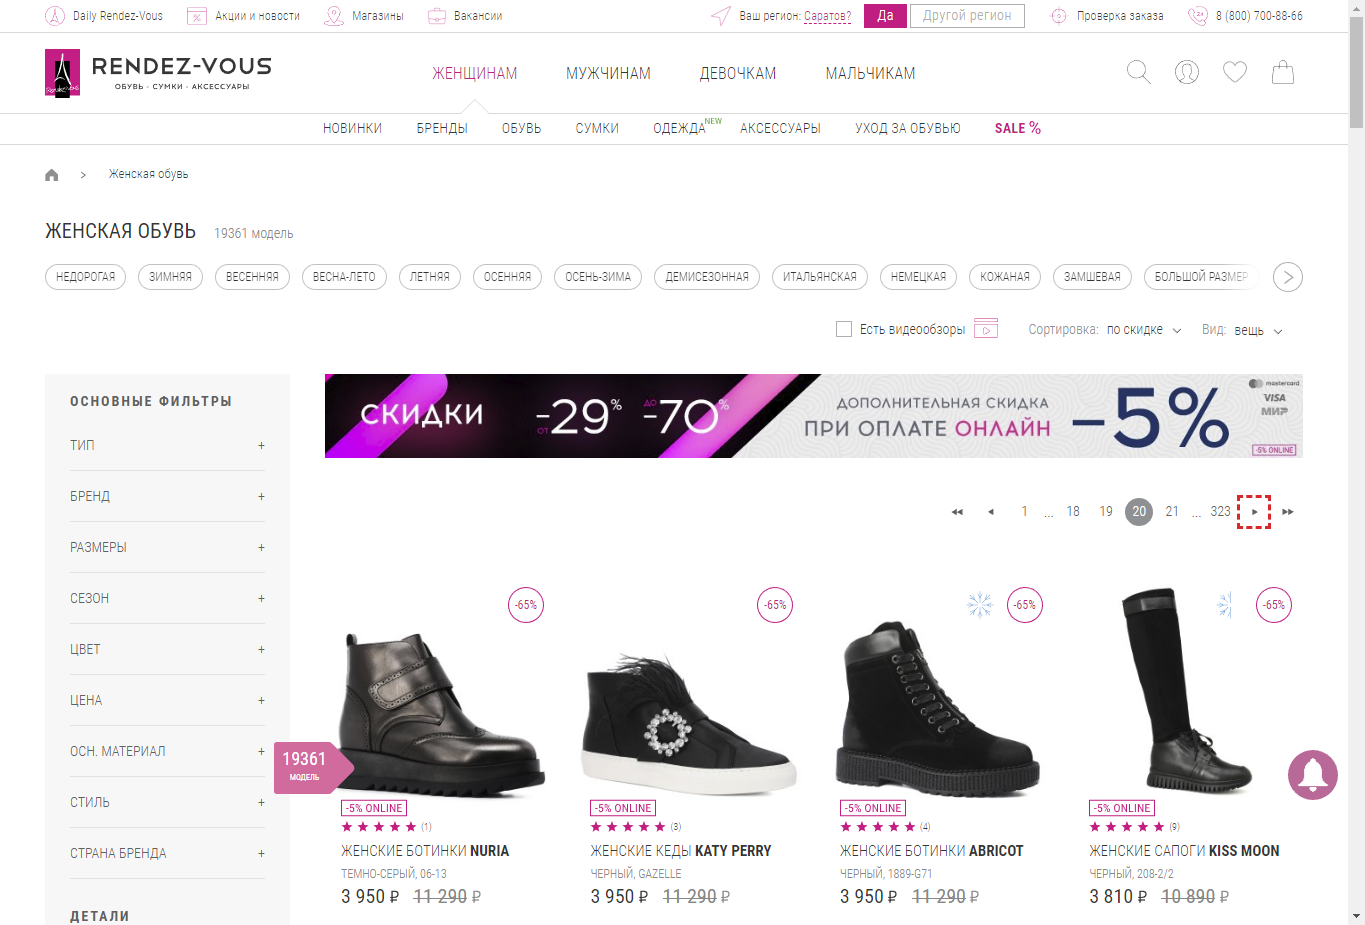 Daily Rendez-Vous Акции и новости Магазины Вакансии Ваш регион: Саратов? Да Другой регион Проверка заказа 8 (800) 700-88-66
RENDEZ-VOUS
ОБУВЬ · СУМКИ · АКСЕССУАРЫ
ЖЕНЩИНАМ МУЖЧИНАМ ДЕВОЧКАМ МАЛЬЧИКАМ
НОВИНКИ БРЕНДЫ ОБУВЬ СУМКИ ОДЕЖДА NEW АКСЕССУАРЫ УХОД ЗА ОБУВЬЮ SALE %
> Женская обувь
ЖЕНСКАЯ ОБУВЬ 19361 модель
НЕДОРОГАЯ ЗИМНЯЯ ВЕСЕННЯЯ ВЕСНА-ЛЕТО ЛЕТНЯЯ ОСЕННЯЯ ОСЕНЬ-ЗИМА ДЕМИСЕЗОННАЯ ИТАЛЬЯНСКАЯ НЕМЕЦКАЯ КОЖАНАЯ ЗАМШЕВАЯ БОЛЬШОЙ РАЗМЕР
Есть видеообзоры Сортировка: по скидке Вид: вещь
ОСНОВНЫЕ ФИЛЬТРЫ
ТИП +
БРЕНД +
РАЗМЕРЫ +
СЕЗОН +
ЦВЕТ +
ЦЕНА +
ОСН. МАТЕРИАЛ +
СТИЛЬ +
СТРАНА БРЕНДА +
ДЕТАЛИ
19361
МОДЕЛЬ
СКИДКИ ОТ -29% ДО -70%
ДОПОЛНИТЕЛЬНАЯ СКИДКА
ПРИ ОПЛАТЕ ОНЛАЙН
-5%
mastercard
VISA
МИР
-5% ONLINE
1 ... 18 19 20 21 ... 323
-65% -65% -65% -65%
-5% ONLINE -5% ONLINE -5% ONLINE -5% ONLINE
(1) (3) (4) (9)
ЖЕНСКИЕ БОТИНКИ NURIA ЖЕНСКИЕ КЕДЫ KATY PERRY ЖЕНСКИЕ БОТИНКИ ABRICOT ЖЕНСКИЕ САПОГИ KISS MOON
ТЕМНО-СЕРЫЙ, 06-13 ЧЕРНЫЙ, GAZELLE ЧЕРНЫЙ, 1889-G71 ЧЕРНЫЙ, 208-2/2
3 950 ₽ 11 290 ₽ 3 950 ₽ 11 290 ₽ 3 950 ₽ 11 290 ₽ 3 810 ₽ 10 890 ₽